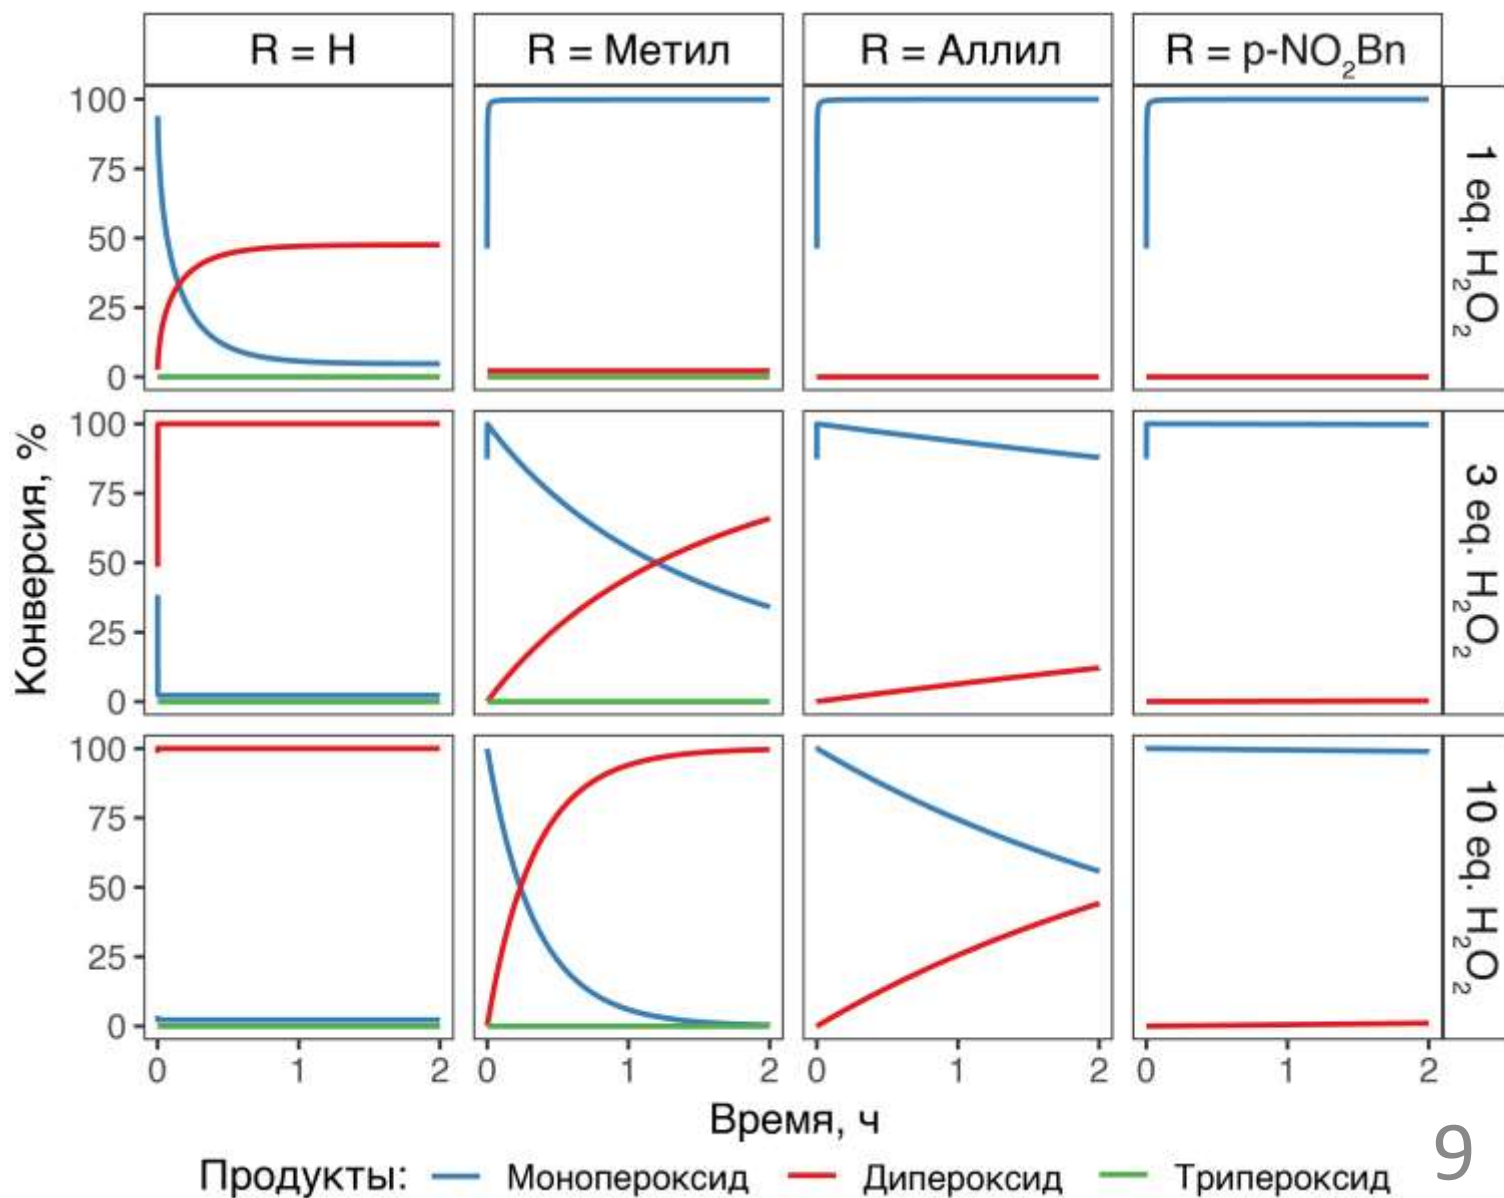 R = H
R = Метил
R = Аллил
R = p-NO₂Bn
100
75
50
25
0
1 eq. H₂O₂
100
75
50
25
0
3 eq. H₂O₂
100
75
50
25
0
10 eq. H₂O₂
Конверсия, %
0 1 2 0 1 2 0 1 2 0 1 2
Время, ч
Продукты: Монопероксид Дипероксид Трипероксид
9